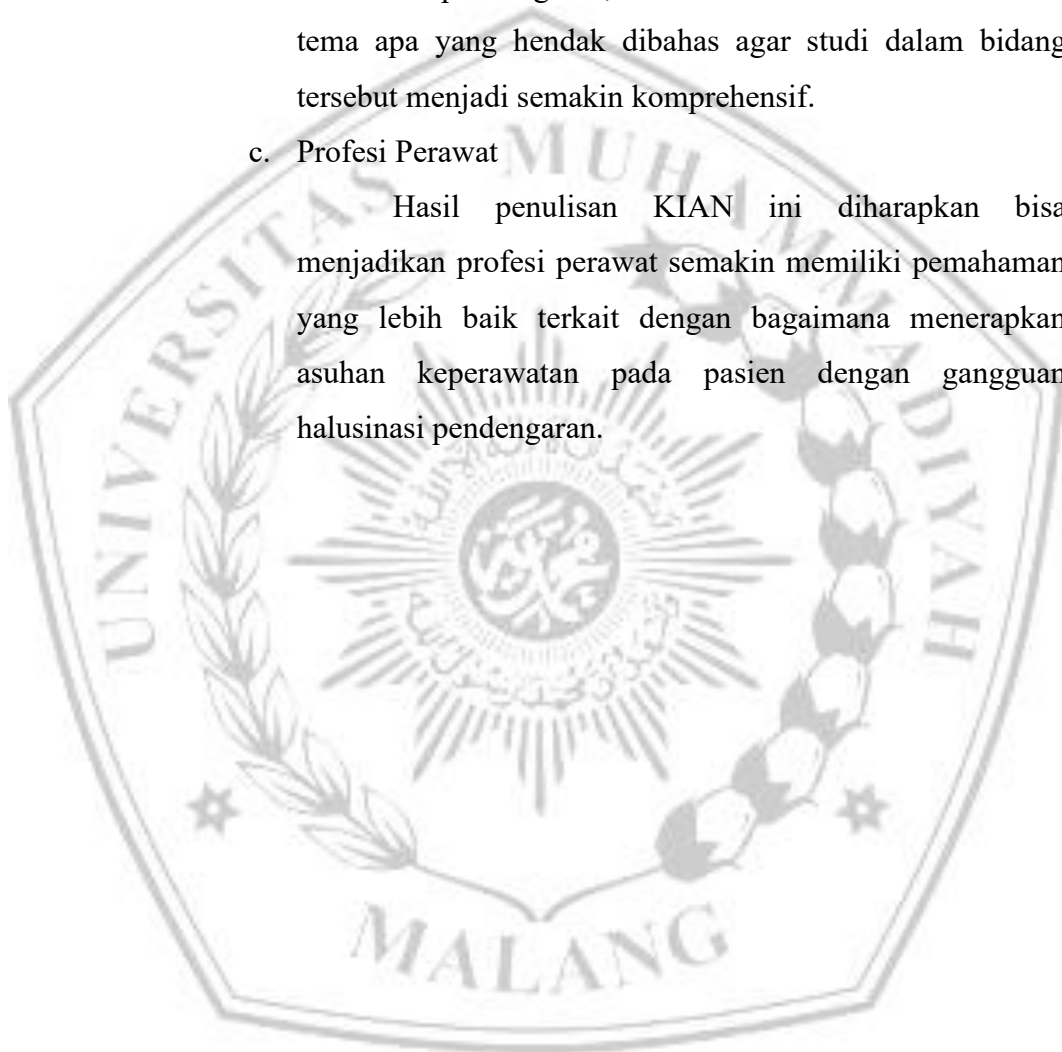 tema apa yang hendak dibahas agar studi dalam bidang
tersebut menjadi semakin komprehensif.
c. Profesi Perawat
Hasil penulisan KIAN ini diharapkan bisa
menjadikan profesi perawat semakin memiliki pemahaman
yang lebih baik terkait dengan bagaimana menerapkan
asuhan keperawatan pada pasien dengan gangguan
halusinasi pendengaran.
UNIVERSITAS MUHAMMADIYAH
MALANG